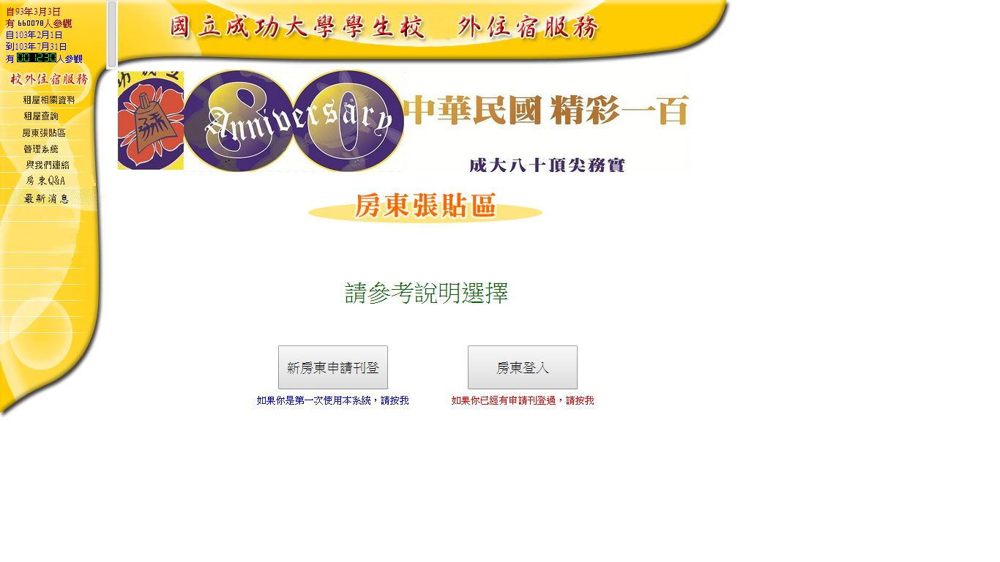 自93年3月3日
有 660078人參觀
自103年2月1日
到103年7月31日
有 001230人參觀
校外住宿服務
租屋相關資料
租屋查詢
房東張貼區
管理系統
與我們連絡
房東Q&A
最新消息
國立成功大學學生校 外住宿服務
80
Anniversary
中華民國 精彩一百
成大八十頂尖務實
房東張貼區
請參考說明選擇
新房東申請刊登
房東登入
如果你是第一次使用本系統，請按我
如果你已經有申請刊登過，請按我